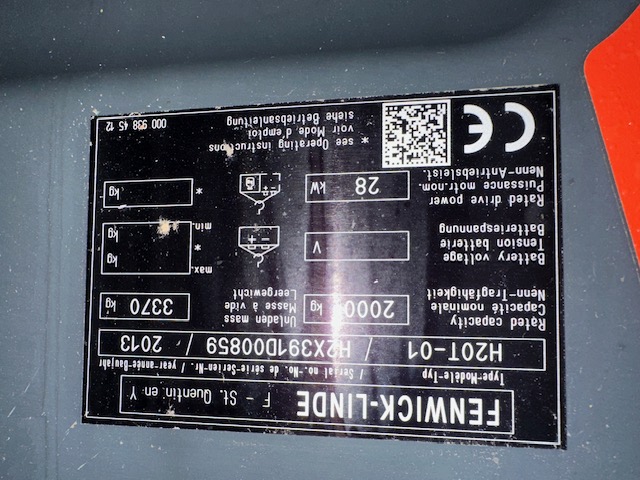 FENWICK-LINDE F - St. Quentin en Y
Type-Modèle-Typ / Serial no.-No. de série-Serien-Nr. / year-année-Baujahr
H20T-01 / H2X391D00859 / 2013
Rated capacity
Capacité nominale
Nenn-Tragfähigkeit
2000 kg
Unladen mass
Masse à vide
Leergewicht
3370 kg
Battery voltage
Tension batterie
Batteriespannung
V
max.
*
min.
kg
Rated drive power
Puissance motr.nom.
Nenn-Antriebsleist.
28 kW
*
kg
CE
* see Operating instructions
voir Mode d'emploi
siehe Betriebsanleitung
000 938 45 12